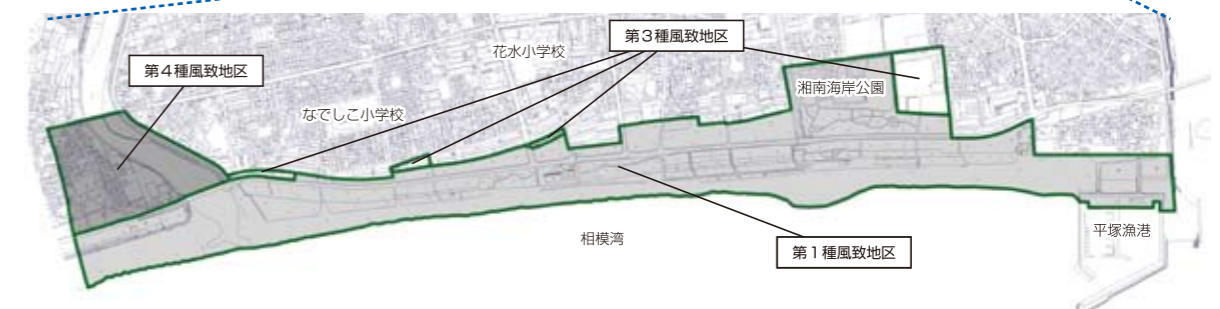 第3種風致地区
花水小学校
第4種風致地区
湘南海岸公園
なでしこ小学校
相模湾
平塚漁港
第1種風致地区